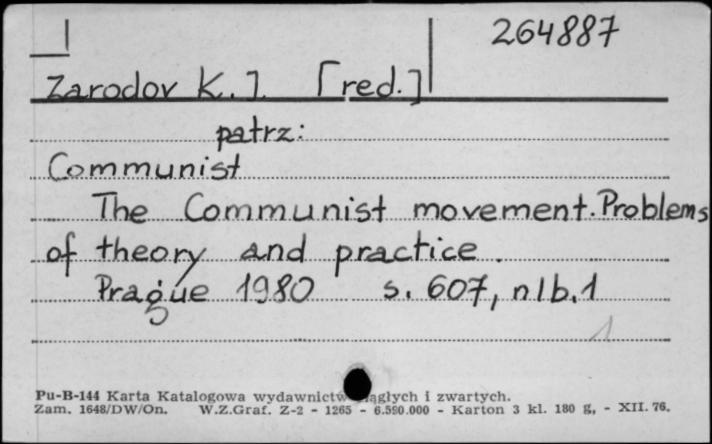 264887
Zarodov K. J. [red.]
patrz:
Communist
The Communist movement. Problems
of theory and practice.
Prague 1980 s. 607, nlb. 1
1
Pu-B-144 Karta Katalogowa wydawnictw ciągłych i zwartych.
Zam. 1648/DW/On. W.Z.Graf. Z-2 - 1265 - 6.590.000 - Karton 3 kl. 180 g, - XII. 76.